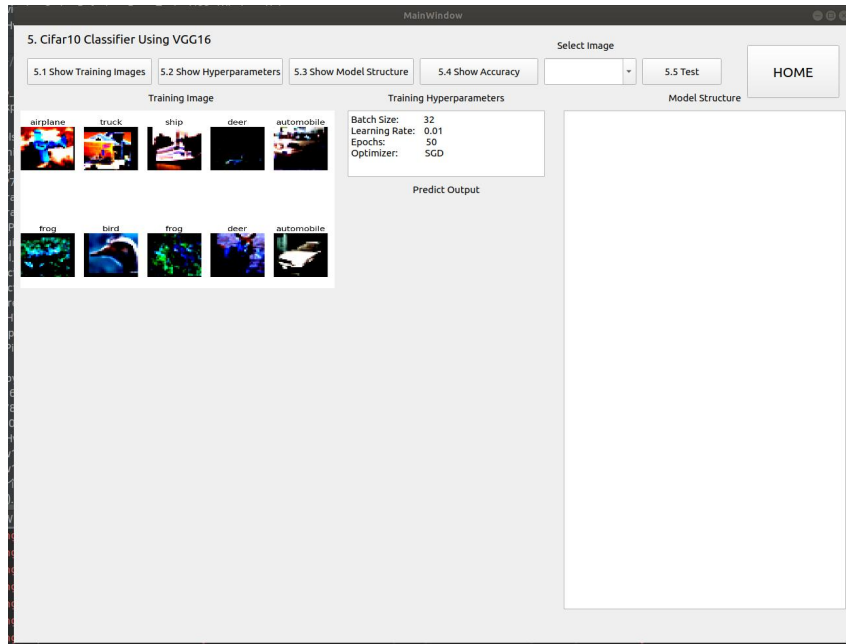 MainWindow
5. Cifar10 Classifier Using VGG16
Select Image
5.1 Show Training Images
5.2 Show Hyperparameters
5.3 Show Model Structure
5.4 Show Accuracy
5.5 Test
HOME
Training Image
Training Hyperparameters
Model Structure
airplane truck ship deer automobile
frog bird frog deer automobile
Batch Size: 32
Learning Rate: 0.01
Epochs: 50
Optimizer: SGD
Predict Output